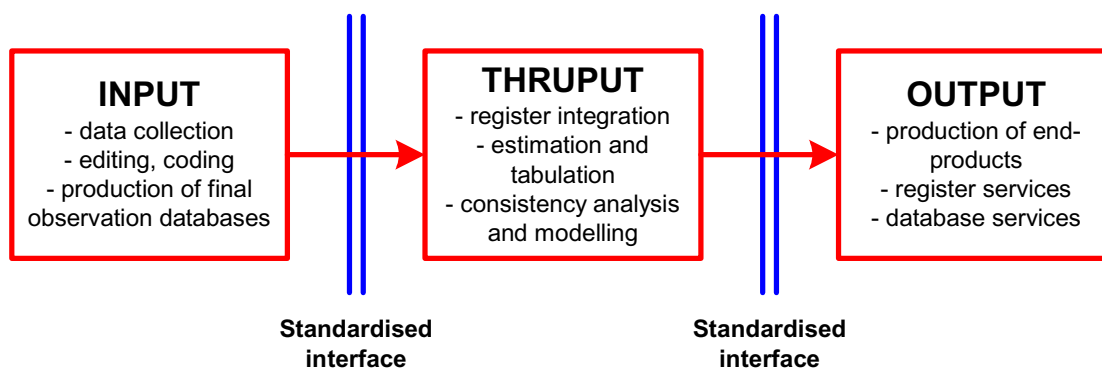 INPUT
- data collection
- editing, coding
- production of final
observation databases
THRUPUT
- register integration
- estimation and
tabulation
- consistency analysis
and modelling
OUTPUT
- production of end-
products
- register services
- database services
Standardised
interface
Standardised
interface